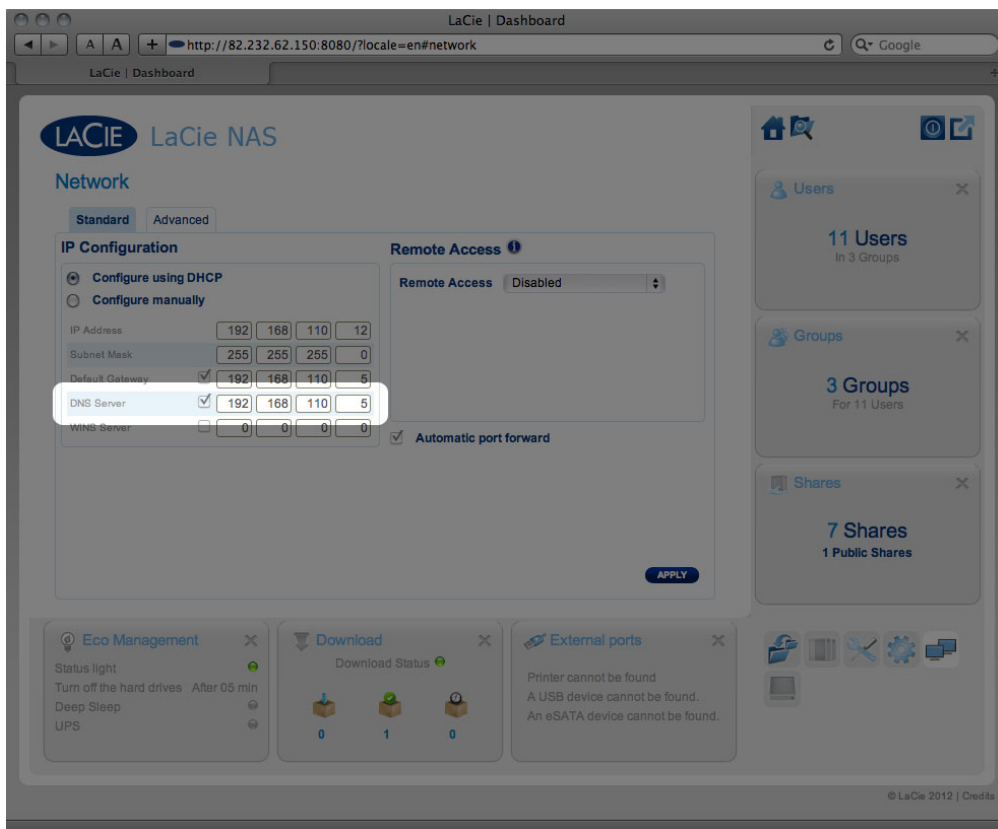 LaCie | Dashboard
A A + http://82.232.62.150:8080/?locale=en#network Google
LaCie | Dashboard +
LACIE LaCie NAS
Network
Standard Advanced
IP Configuration
Configure using DHCP
Configure manually
IP Address 192 168 110 12
Subnet Mask 255 255 255 0
Default Gateway 192 168 110 5
DNS Server 192 168 110 5
WINS Server 0 0 0 0
Remote Access
Remote Access Disabled
Automatic port forward
APPLY
Users
11 Users
In 3 Groups
Groups
3 Groups
For 11 Users
Shares
7 Shares
1 Public Shares
Eco Management
Status light
Turn off the hard drives After 05 min
Deep Sleep
UPS
Download
Download Status
0 1 0
External ports
Printer cannot be found
A USB device cannot be found.
An eSATA device cannot be found.
© LaCie 2012 | Credits